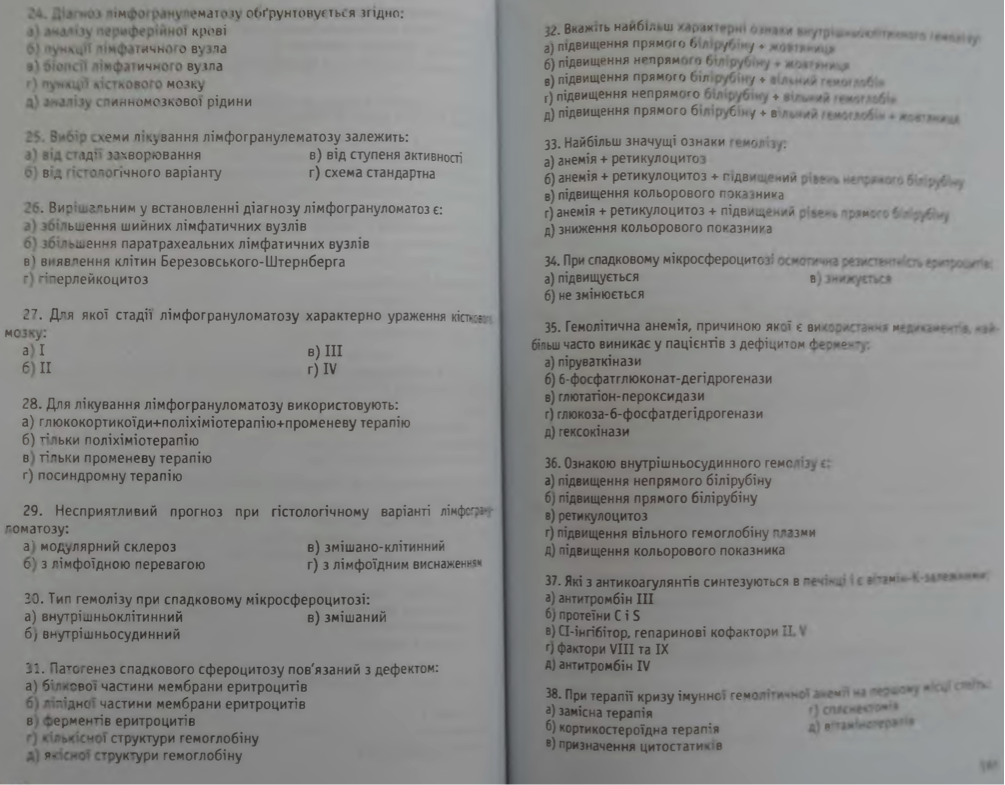 24. Діагноз лімфогранулематозу обґрунтовується згідно:
а) аналізу периферійної крові
б) пункції лімфатичного вузла
в) біопсії лімфатичного вузла
г) пункції кісткового мозку
д) аналізу спинномозкової рідини
25. Вибір схеми лікування лімфогранулематозу залежить:
а) від стадії захворювання в) від ступеня активності
б) від гістологічного варіанту г) схема стандартна
26. Вирішальним у встановленні діагнозу лімфогрануломатоз є:
а) збільшення шийних лімфатичних вузлів
б) збільшення паратрахеальних лімфатичних вузлів
в) виявлення клітин Березовського-Штернберга
г) гіперлейкоцитоз
27. Для якої стадії лімфогрануломатозу характерно ураження кісткового
мозку:
а) I в) III
б) II г) IV
28. Для лікування лімфогрануломатозу використовують:
а) глюкокортикоїди+поліхіміотерапію+променеву терапію
б) тільки поліхіміотерапію
в) тільки променеву терапію
г) посиндромну терапію
29. Несприятливий прогноз при гістологічному варіанті лімфограну-
ломатозу:
а) модулярний склероз в) змішано-клітинний
б) з лімфоїдною перевагою г) з лімфоїдним виснаженням
30. Тип гемолізу при спадковому мікросфероцитозі:
а) внутрішньоклітинний в) змішаний
б) внутрішньосудинний
31. Патогенез спадкового сфероцитозу пов'язаний з дефектом:
а) білкової частини мембрани еритроцитів
б) ліпідної частини мембрани еритроцитів
в) ферментів еритроцитів
г) кількісної структури гемоглобіну
д) якісної структури гемоглобіну
32. Вкажіть найбільш характерні ознаки внутрішньоклітинного гемолізу:
а) підвищення прямого білірубіну + жовтяниця
б) підвищення непрямого білірубіну + жовтяниця
в) підвищення прямого білірубіну + вільний гемоглобін
г) підвищення непрямого білірубіну + вільний гемоглобін
д) підвищення прямого білірубіну + вільний гемоглобін + жовтяниця
33. Найбільш значущі ознаки гемолізу:
а) анемія + ретикулоцитоз
б) анемія + ретикулоцитоз + підвищений рівень непрямого білірубіну
в) підвищення кольорового показника
г) анемія + ретикулоцитоз + підвищений рівень прямого білірубіну
д) зниження кольорового показника
34. При спадковому мікросфероцитозі осмотична резистентність еритроцитів:
а) підвищується в) знижується
б) не змінюється
35. Гемолітична анемія, причиною якої є використання медикаментів, най-
більш часто виникає у пацієнтів з дефіцитом ферменту:
а) піруваткінази
б) 6-фосфатглюконат-дегідрогенази
в) глютатіон-пероксидази
г) глюкоза-6-фосфатдегідрогенази
д) гексокінази
36. Ознакою внутрішньосудинного гемолізу є:
а) підвищення непрямого білірубіну
б) підвищення прямого білірубіну
в) ретикулоцитоз
г) підвищення вільного гемоглобіну плазми
д) підвищення кольорового показника
37. Які з антикоагулянтів синтезуються в печінці і є вітамін-К-залежними:
а) антитромбін III
б) протеїни С і S
в) СІ-інгібітор, гепаринові кофактори II, V
г) фактори VIII та IX
д) антитромбін IV
38. При терапії кризу імунної гемолітичної анемії на першому місці стоїть:
а) замісна терапія г) спленектомія
б) кортикостероїдна терапія д) вітамінотерапія
в) призначення цитостатиків